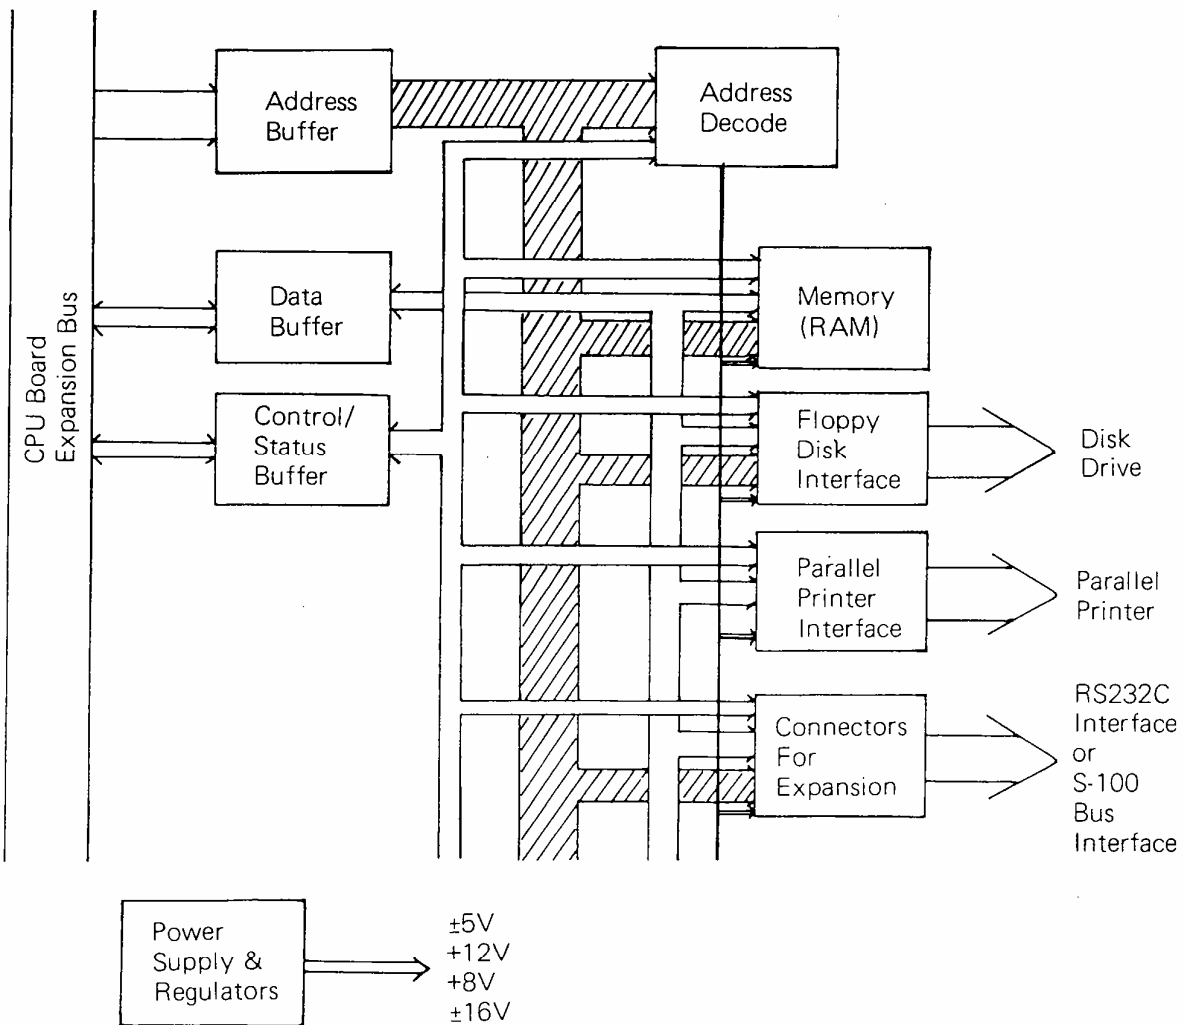 CPU Board
Expansion Bus
Address
Buffer
Address
Decode
Data
Buffer
Memory
(RAM)
Control/
Status
Buffer
Floppy
Disk
Interface
Disk
Drive
Parallel
Printer
Interface
Parallel
Printer
Connectors
For
Expansion
RS232C
Interface
or
S-100
Bus
Interface
Power
Supply &
Regulators
±5V
+12V
+8V
±16V